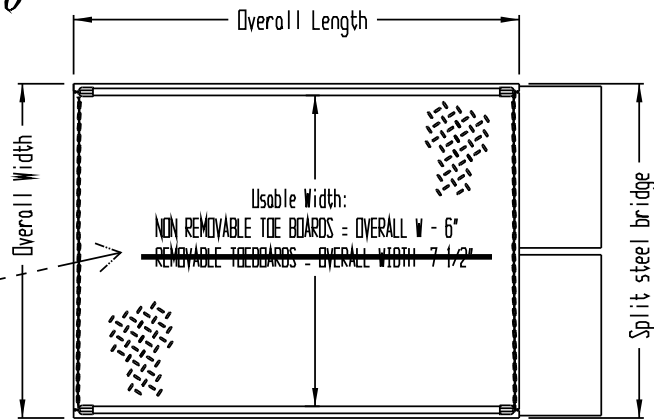 Overall Length
Overall Width
Usable Width:
NON REMOVABLE TOE BOARDS = OVERALL W - 6"
REMOVABLE TOEBOARDS = OVERALL WIDTH 7 1/2"
Split steel bridge